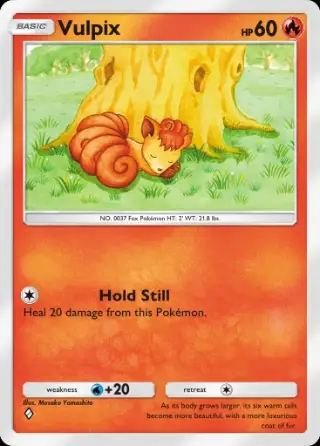 BASIC Vulpix HP60
NO. 0037 Fox Pokémon HT: 2' WT: 21.8 lbs.
Hold Still
Heal 20 damage from this Pokémon.
weakness +20 retreat
Illus. Masako Yamashita
As its body grows larger, its six warm tails
become more beautiful, with a more luxurious
coat of fur.